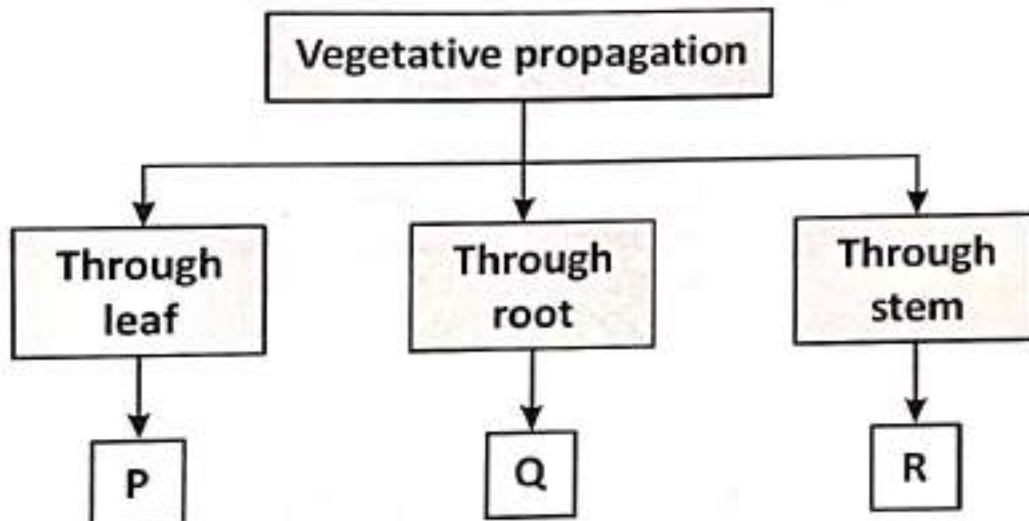 Vegetative propagation
Through
leaf
Through
root
Through
stem
P
Q
R